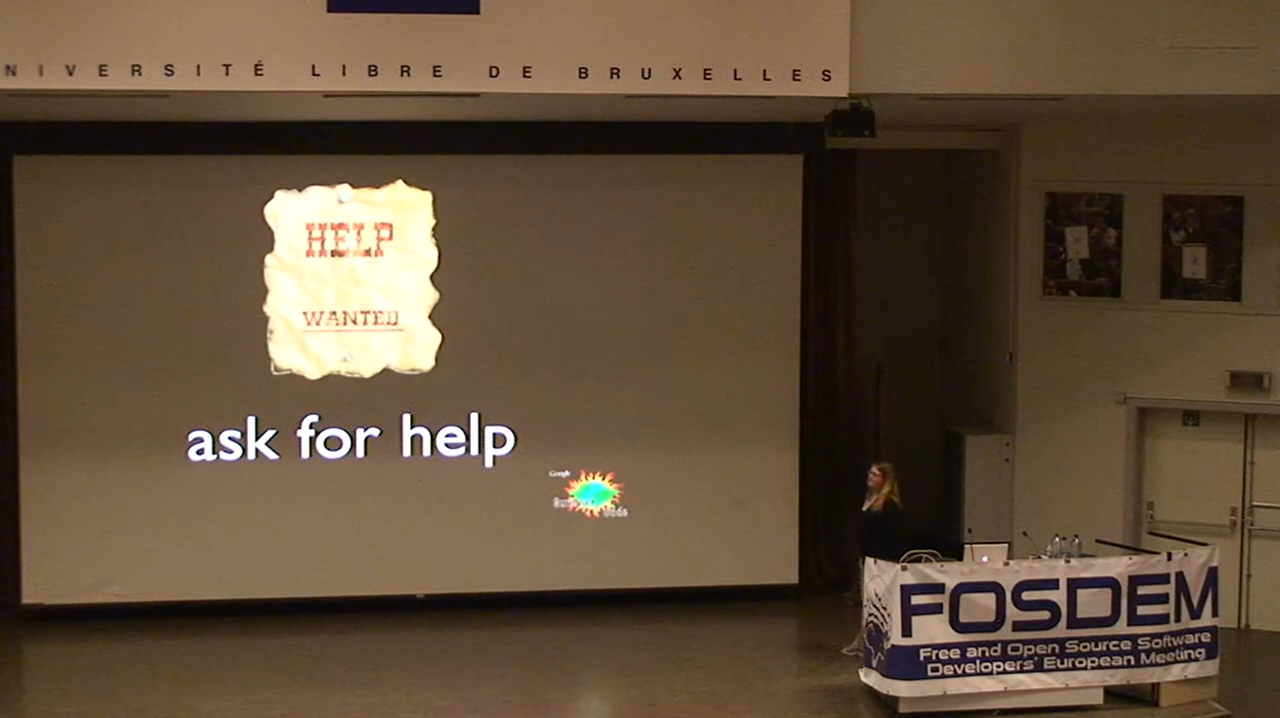 NIVERSITÉ LIBRE DE BRUXELLES
HELP
WANTED
ask for help
Google
FOSDEM
Free and Open Source Software
Developers' European Meeting